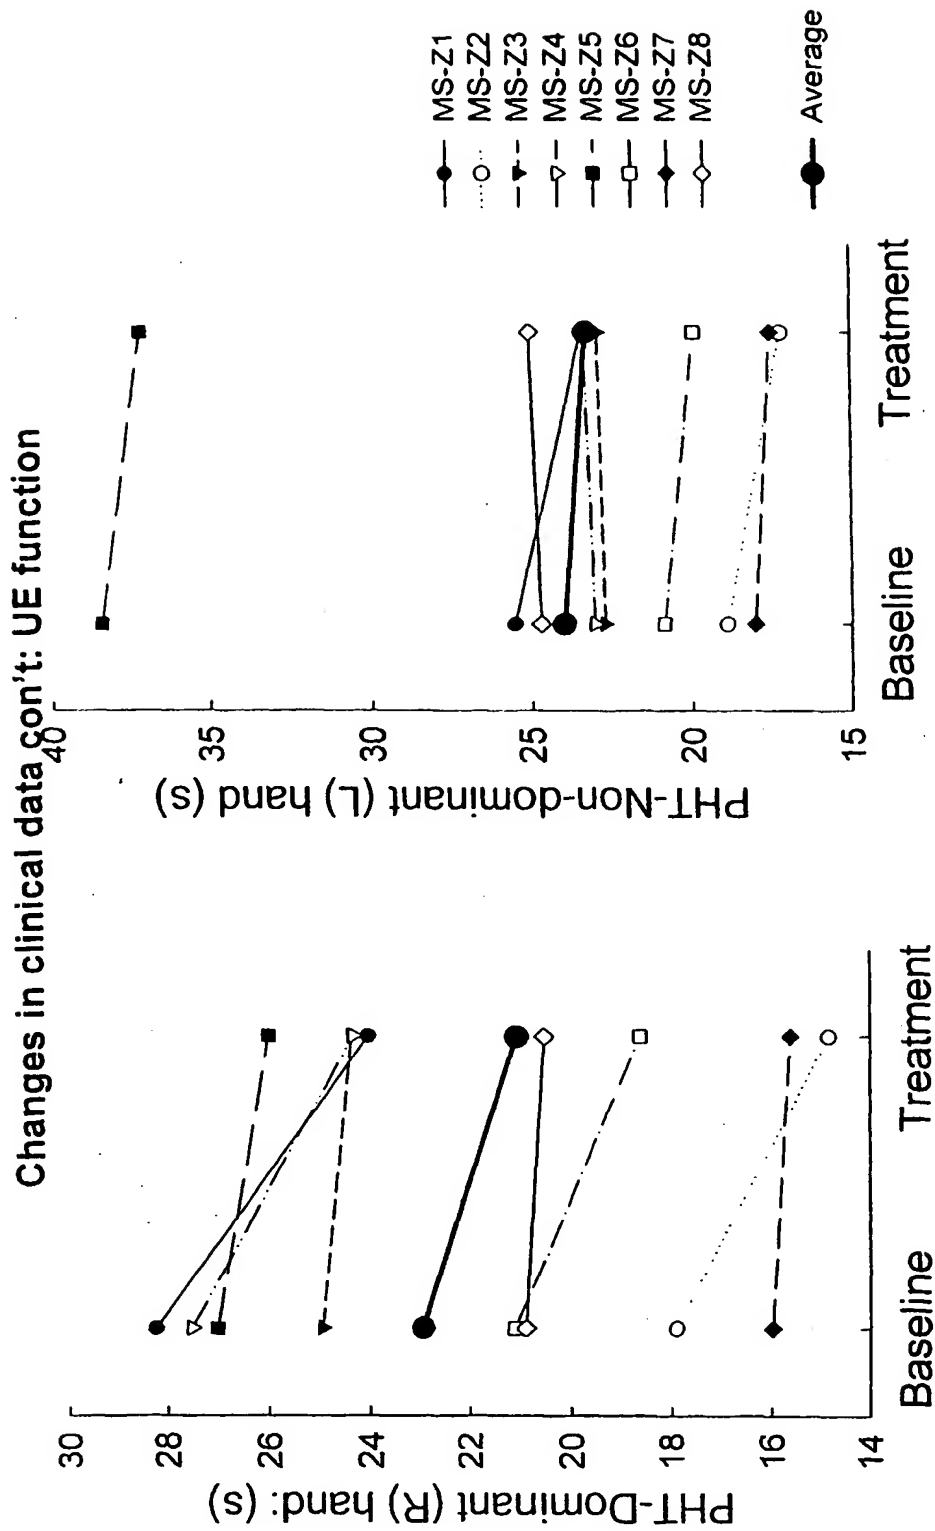 Changes in clinical data con't: UE function
PHT-Dominant (R) hand: (s)
30
28
26
24
22
20
18
16
14
Baseline
Treatment
PHT-Non-dominant (L) hand (s)
40
35
30
25
20
15
Baseline
Treatment
MS-Z1
MS-Z2
MS-Z3
MS-Z4
MS-Z5
MS-Z6
MS-Z7
MS-Z8
Average